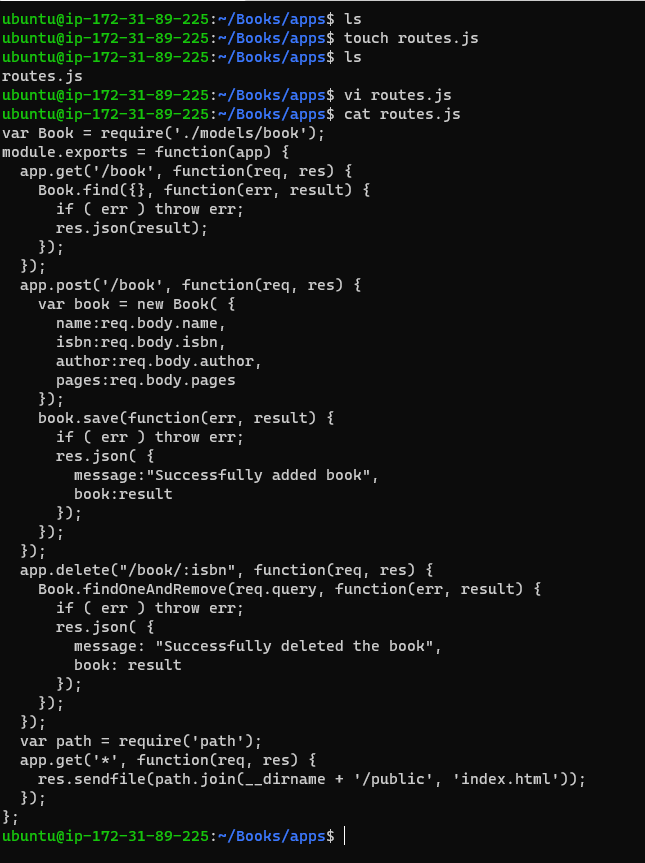 ubuntu@ip-172-31-89-225:~/Books/apps$ ls
ubuntu@ip-172-31-89-225:~/Books/apps$ touch routes.js
ubuntu@ip-172-31-89-225:~/Books/apps$ ls
routes.js
ubuntu@ip-172-31-89-225:~/Books/apps$ vi routes.js
ubuntu@ip-172-31-89-225:~/Books/apps$ cat routes.js
var Book = require('./models/book');
module.exports = function(app) {
  app.get('/book', function(req, res) {
    Book.find({}, function(err, result) {
      if ( err ) throw err;
      res.json(result);
    });
  });
  app.post('/book', function(req, res) {
    var book = new Book( {
      name:req.body.name,
      isbn:req.body.isbn,
      author:req.body.author,
      pages:req.body.pages
    });
    book.save(function(err, result) {
      if ( err ) throw err;
      res.json( {
        message:"Successfully added book",
        book:result
      });
    });
  });
  app.delete("/book/:isbn", function(req, res) {
    Book.findOneAndRemove(req.query, function(err, result) {
      if ( err ) throw err;
      res.json( {
        message: "Successfully deleted the book",
        book: result
      });
    });
  });
  var path = require('path');
  app.get('*', function(req, res) {
    res.sendfile(path.join(__dirname + '/public', 'index.html'));
  });
};
ubuntu@ip-172-31-89-225:~/Books/apps$